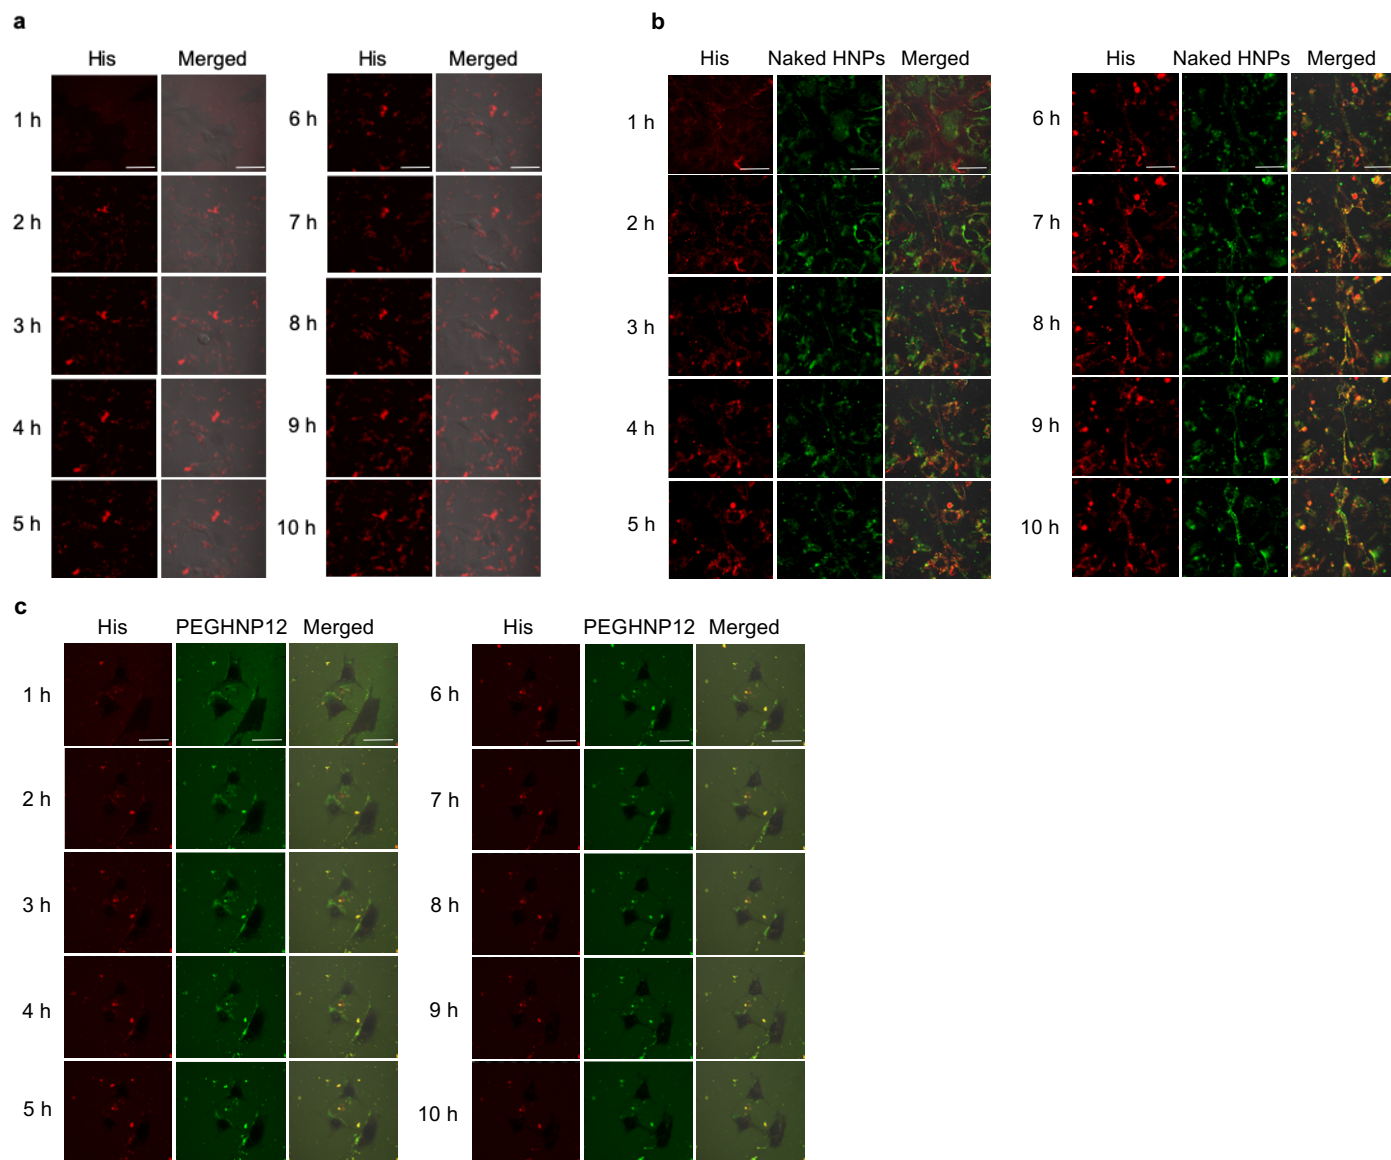 a
His Merged His Merged
1 h 6 h
2 h 7 h
3 h 8 h
4 h 9 h
5 h 10 h
b
His Naked HNPs Merged His Naked HNPs Merged
1 h 6 h
2 h 7 h
3 h 8 h
4 h 9 h
5 h 10 h
c
His PEGHNP12 Merged His PEGHNP12 Merged
1 h 6 h
2 h 7 h
3 h 8 h
4 h 9 h
5 h 10 h